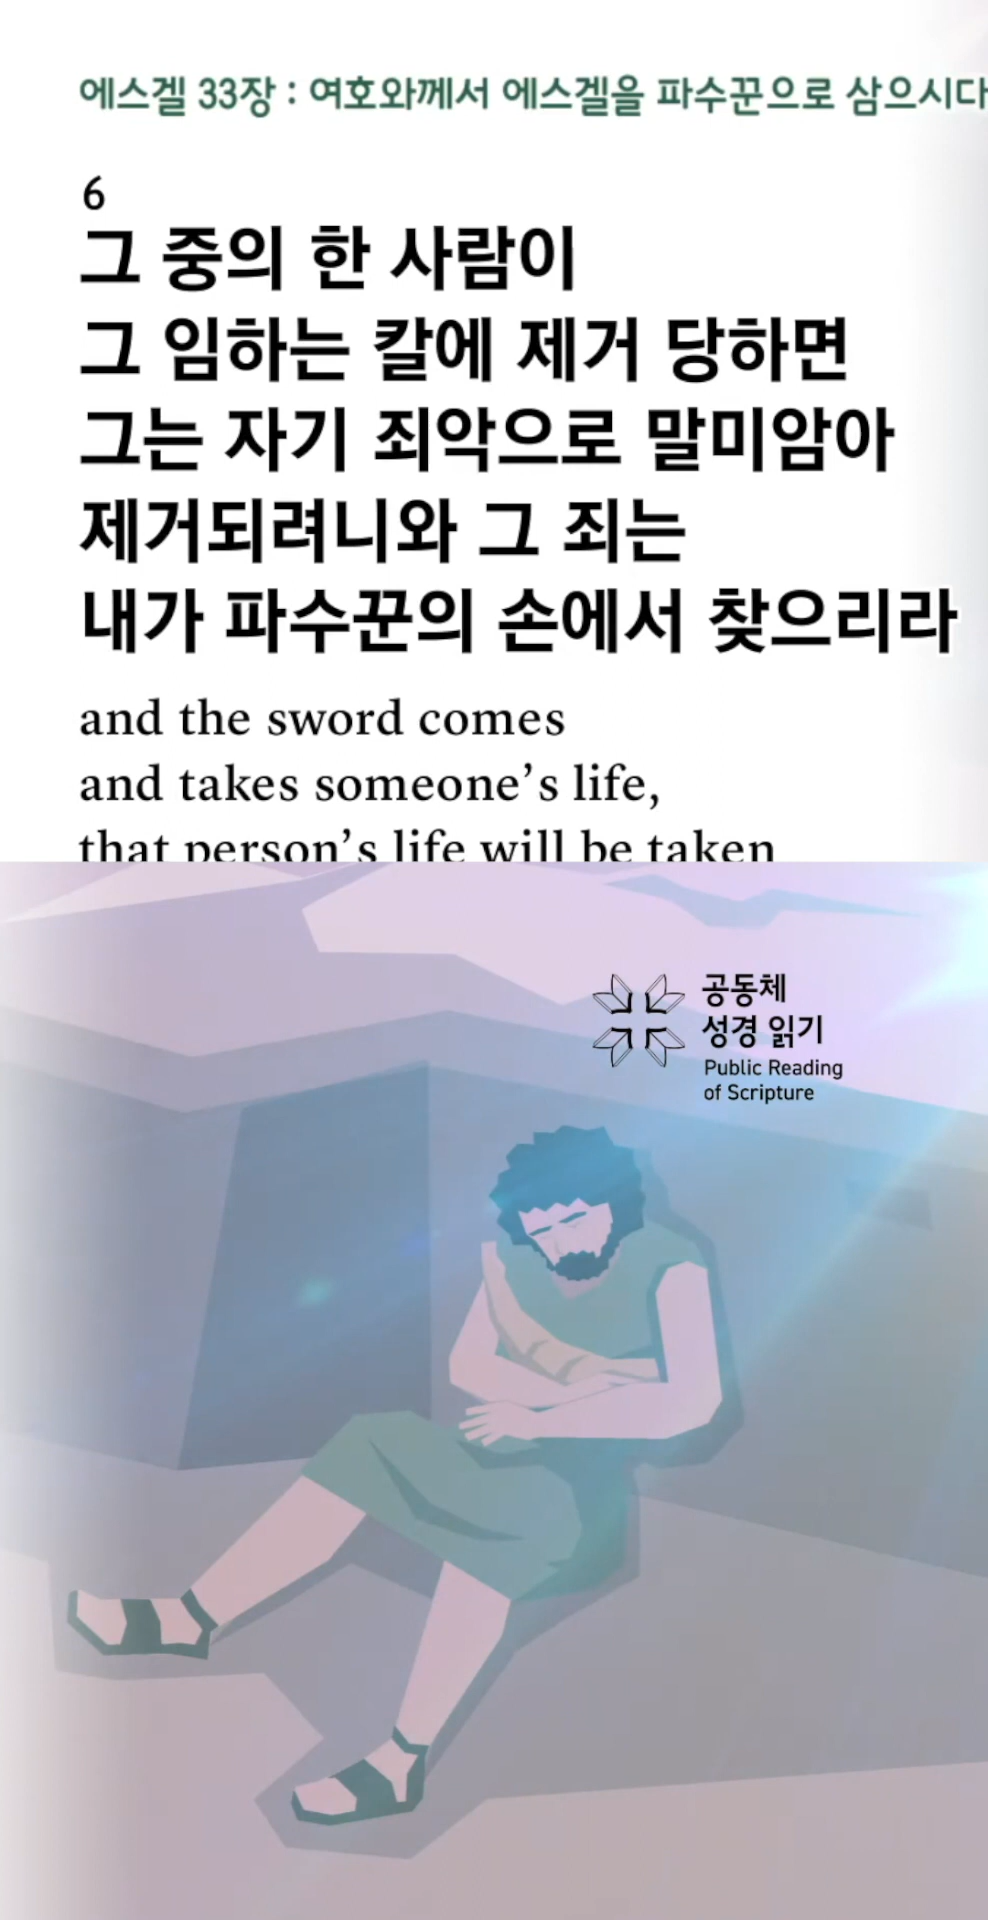 에스겔 33장 : 여호와께서 에스겔을 파수꾼으로 삼으시다
6
그 중의 한 사람이
그 임하는 칼에 제거 당하면
그는 자기 죄악으로 말미암아
제거되려니와 그 죄는
내가 파수꾼의 손에서 찾으리라
and the sword comes
and takes someone’s life,
that person’s life will be taken
공동체
성경 읽기
Public Reading
of Scripture